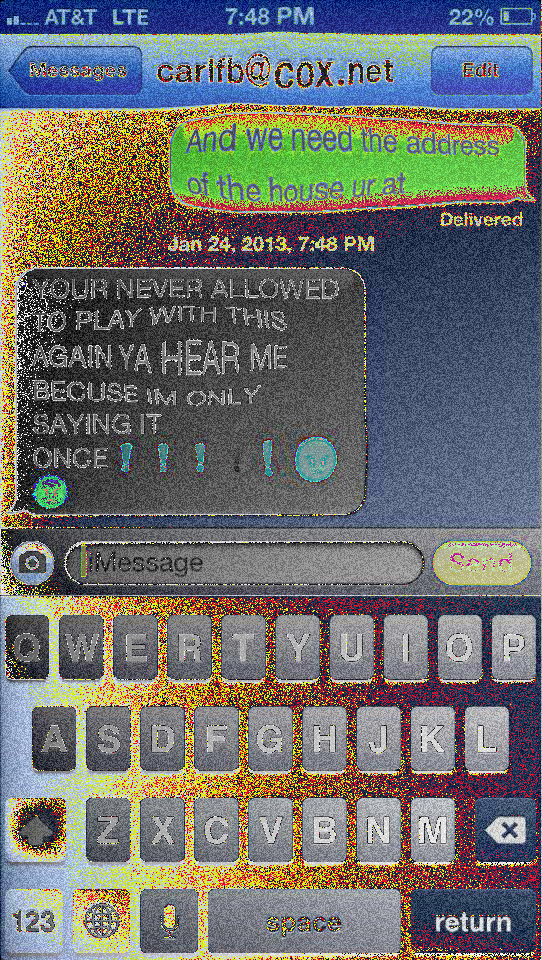 AT&T LTE 7:48 PM 22%
Messages carlfb@cox.net Edit
And we need the address
of the house ur at
Delivered
Jan 24, 2013, 7:48 PM
YOUR NEVER ALLOWED
TO PLAY WITH THIS
AGAIN YA HEAR ME
BECUSE IM ONLY
SAYING IT
ONCE ❗❗❗❗❗
iMessage Send
Q W E R T Y U I O P
A S D F G H J K L
Z X C V B N M
123 space return